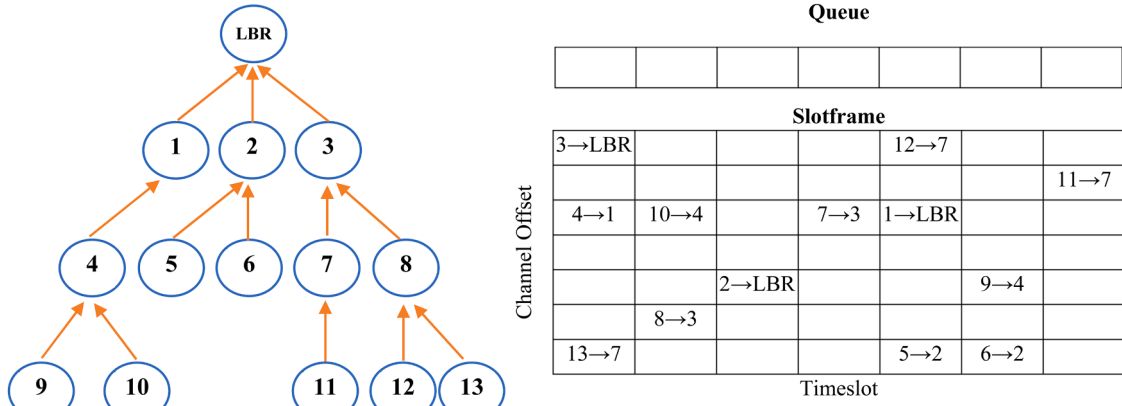 LBR
1
2
3
4
5
6
7
8
9
10
11
12
13
Queue
Slotframe
3→LBR
12→7
11→7
4→1
10→4
7→3
1→LBR
2→LBR
9→4
8→3
13→7
5→2
6→2
Channel Offset
Timeslot